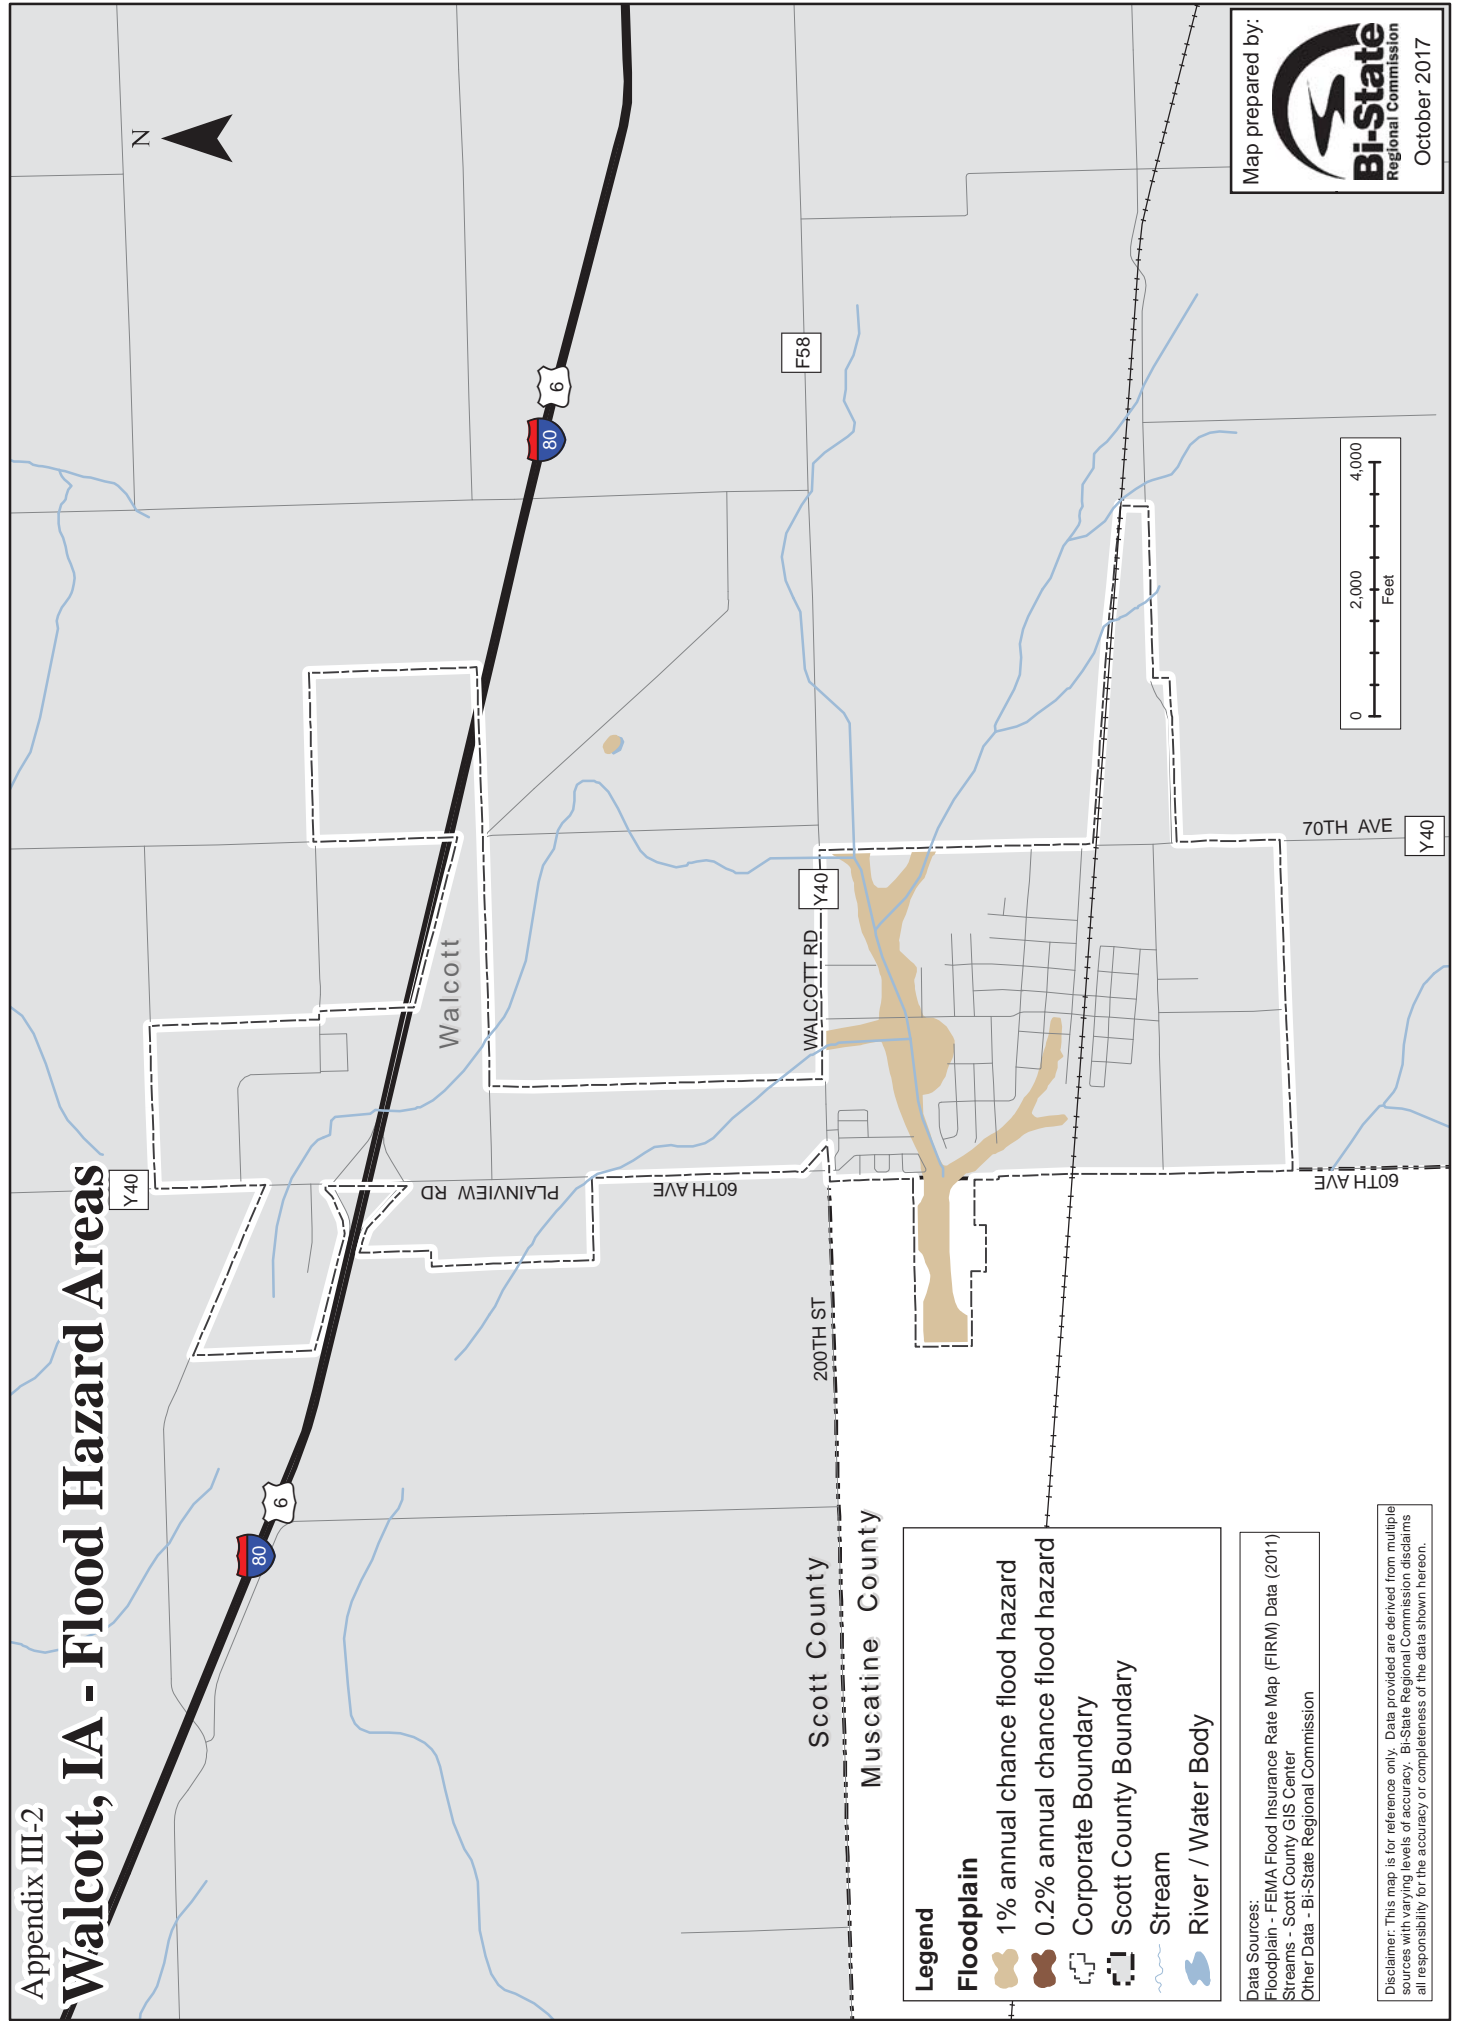 Appendix III-2
Walcott, IA - Flood Hazard Areas
N
Y40
80
6
80
6
Walcott
PLAINVIEW RD
60TH AVE
F58
WALCOTT RD
Y40
200TH ST
Scott County
Muscatine County
70TH AVE
Y40
60TH AVE
Legend
Floodplain
1% annual chance flood hazard
0.2% annual chance flood hazard
Corporate Boundary
Scott County Boundary
Stream
River / Water Body
Data Sources:
Floodplain - FEMA Flood Insurance Rate Map (FIRM) Data (2011)
Streams - Scott County GIS Center
Other Data - Bi-State Regional Commission
Disclaimer: This map is for reference only. Data provided are derived from multiple
sources with varying levels of accuracy. Bi-State Regional Commission disclaims
all responsibility for the accuracy or completeness of the data shown hereon.
0 2,000 4,000
Feet
Map prepared by:
Bi-State
Regional Commission
October 2017